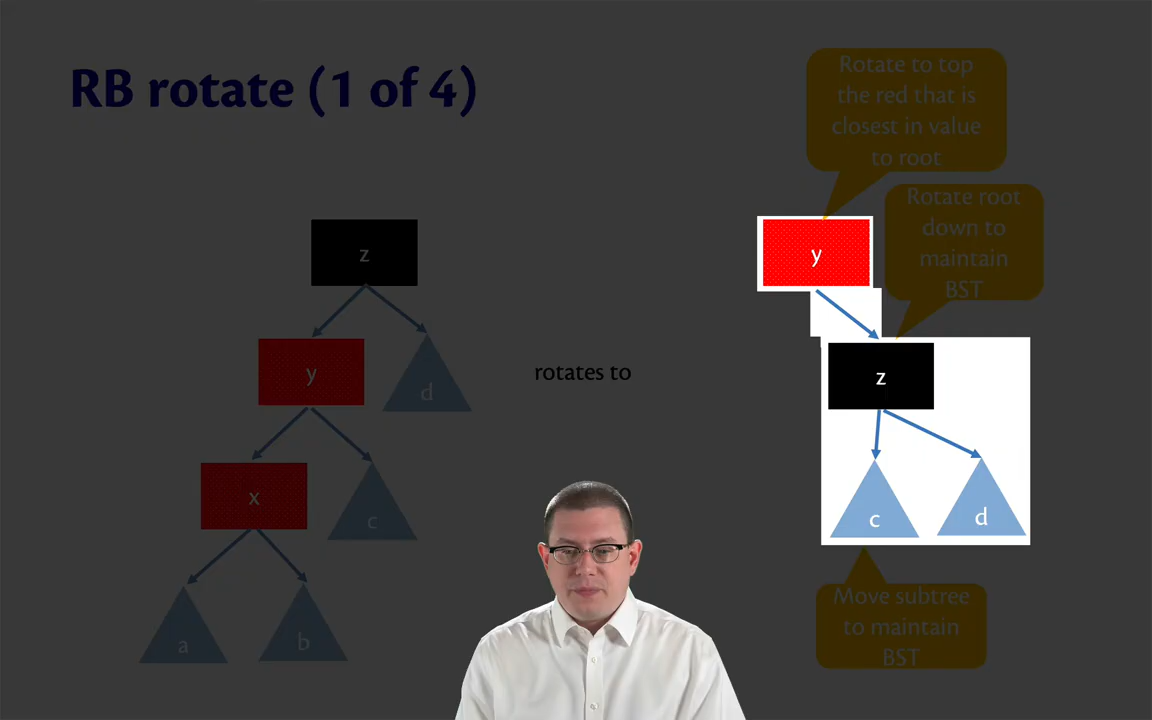 RB rotate (1 of 4)
Rotate to top
the red that is
closest in value
to root
Rotate root
down to
maintain
BST
z
y
d
x
c
a
b
rotates to
y
z
c
d
Move subtree
to maintain
BST